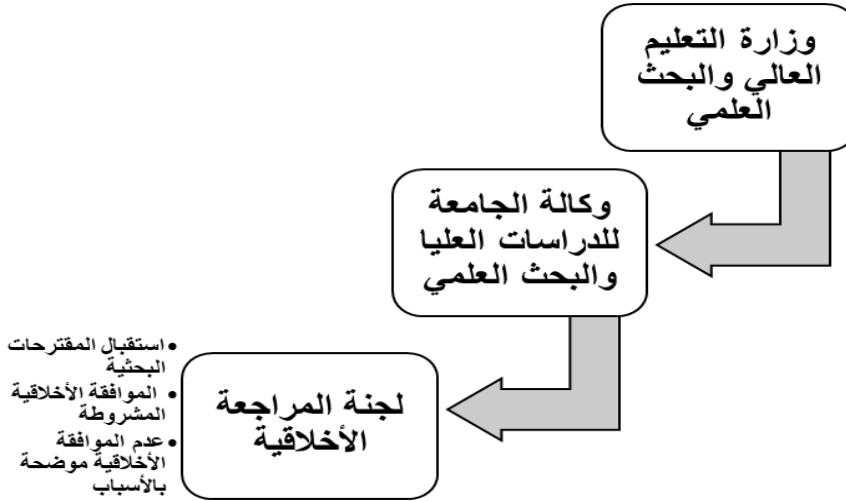 وزارة التعليم
العالي والبحث
العلمي
وكالة الجامعة
للدراسات العليا
والبحث العلمي
لجنة المراجعة
الأخلاقية
• استقبال المقترحات
البحثية
• الموافقة الأخلاقية
المشروطة
• عدم الموافقة
الأخلاقية موضحة
بالأسباب